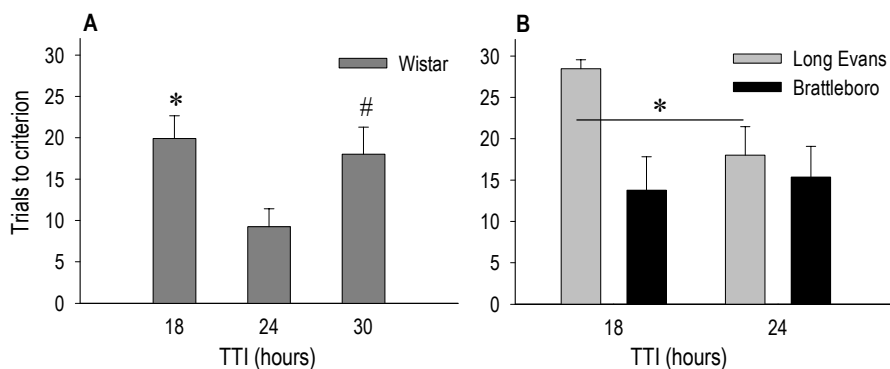 A
Trials to criterion
30
25
20
15
10
5
0
*
#
Wistar
18 24 30
TTI (hours)
B
30
25
20
15
10
5
0
*
Long Evans
Brattleboro
18 24
TTI (hours)